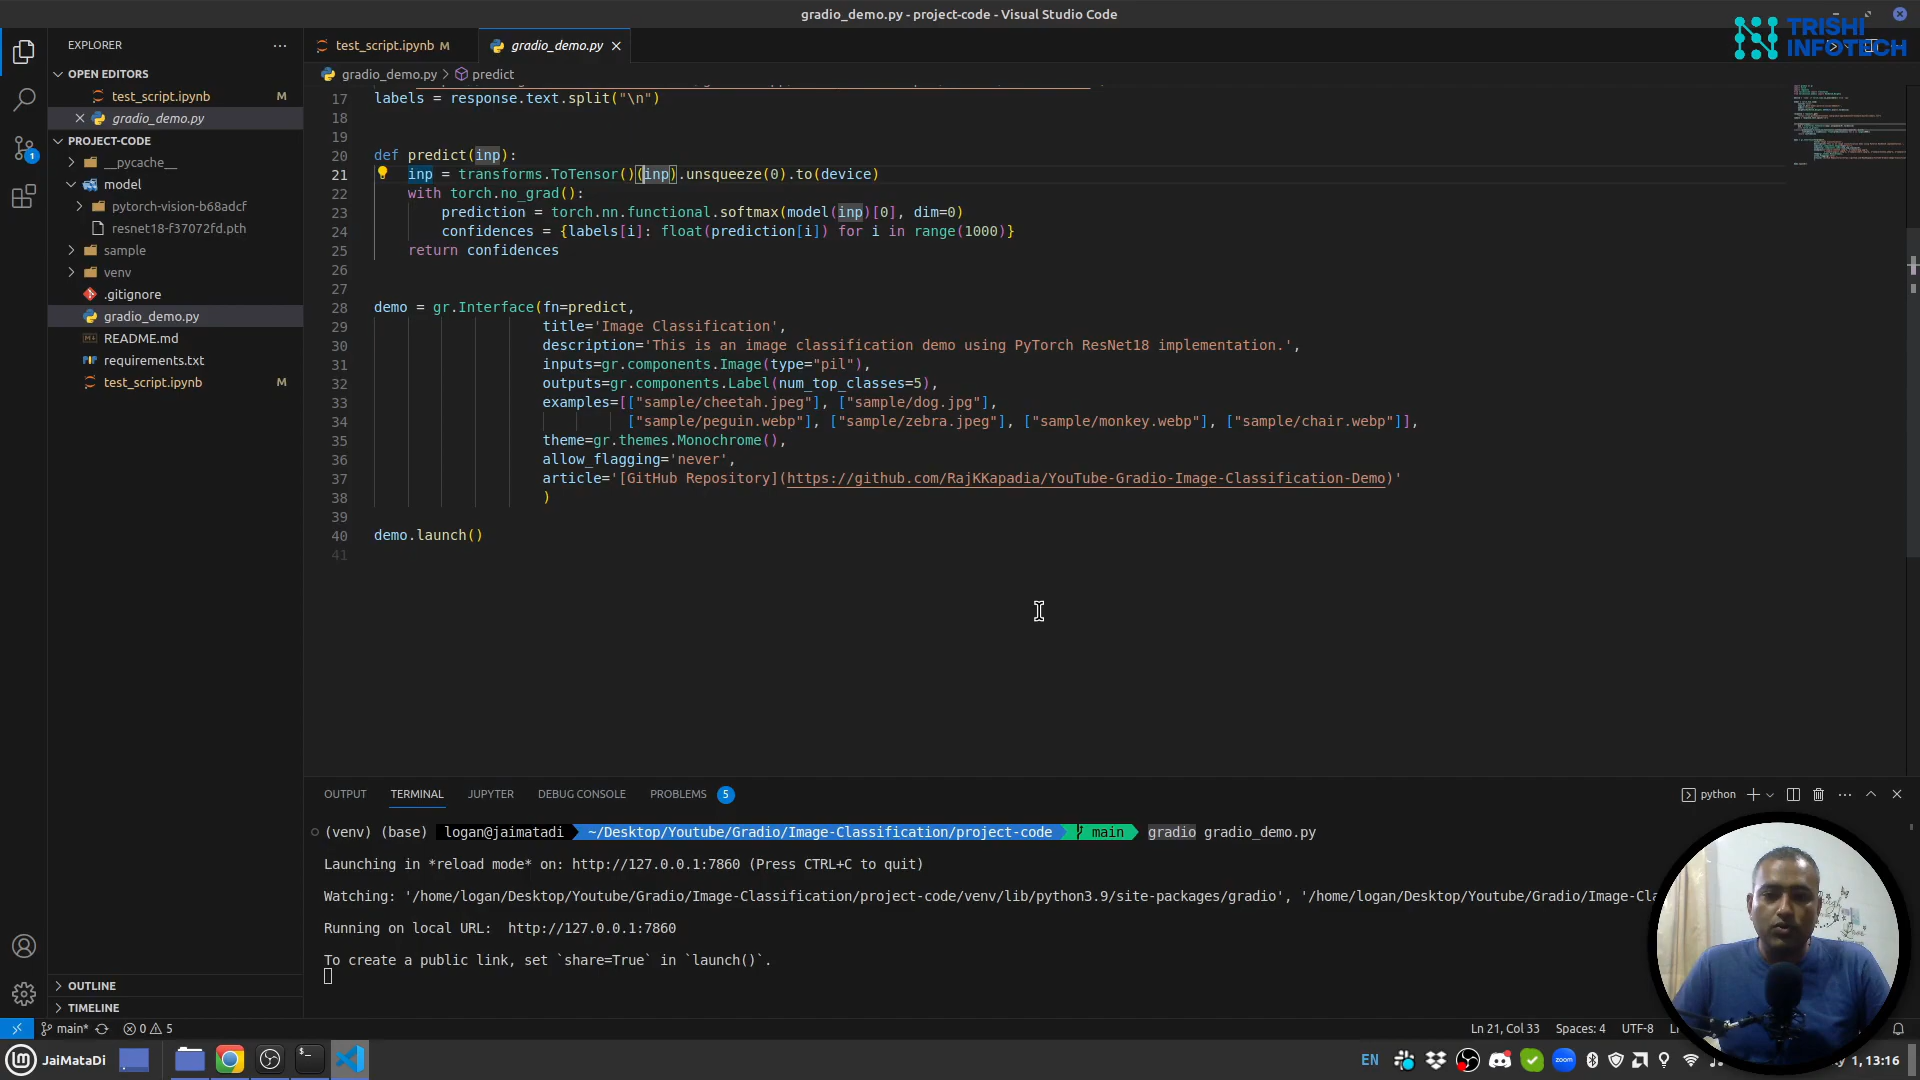 gradio_demo.py - project-code - Visual Studio Code
TRISHI
INFOTECH
EXPLORER
OPEN EDITORS
test_script.ipynb M
gradio_demo.py
PROJECT-CODE
__pycache__
model
pytorch-vision-b68adcf
resnet18-f37072fd.pth
sample
venv
.gitignore
gradio_demo.py
README.md
requirements.txt
test_script.ipynb M
OUTLINE
TIMELINE
test_script.ipynb M
gradio_demo.py
gradio_demo.py > predict
17 labels = response.text.split("\n")
18
19
20 def predict(inp):
21 inp = transforms.ToTensor()(inp).unsqueeze(0).to(device)
22 with torch.no_grad():
23 prediction = torch.nn.functional.softmax(model(inp)[0], dim=0)
24 confidences = {labels[i]: float(prediction[i]) for i in range(1000)}
25 return confidences
26
27
28 demo = gr.Interface(fn=predict,
29 title='Image Classification',
30 description='This is an image classification demo using PyTorch ResNet18 implementation.',
31 inputs=gr.components.Image(type="pil"),
32 outputs=gr.components.Label(num_top_classes=5),
33 examples=[["sample/cheetah.jpeg"], ["sample/dog.jpg"],
34 ["sample/peguin.webp"], ["sample/zebra.jpeg"], ["sample/monkey.webp"], ["sample/chair.webp"]],
35 theme=gr.themes.Monochrome(),
36 allow_flagging='never',
37 article='[GitHub Repository](https://github.com/RajKKapadia/YouTube-Gradio-Image-Classification-Demo)'
38 )
39
40 demo.launch()
41
OUTPUT TERMINAL JUPYTER DEBUG CONSOLE PROBLEMS 5
python
(venv) (base) logan@jaimatadi ~/Desktop/Youtube/Gradio/Image-Classification/project-code main gradio gradio_demo.py
Launching in *reload mode* on: http://127.0.0.1:7860 (Press CTRL+C to quit)
Watching: '/home/logan/Desktop/Youtube/Gradio/Image-Classification/project-code/venv/lib/python3.9/site-packages/gradio', '/home/logan/Desktop/Youtube/Gradio/Image-Cla
Running on local URL: http://127.0.0.1:7860
To create a public link, set `share=True` in `launch()`.
main* 0 5
Ln 21, Col 33 Spaces: 4 UTF-8
JaiMataDi
EN
zoom
1, 13:16